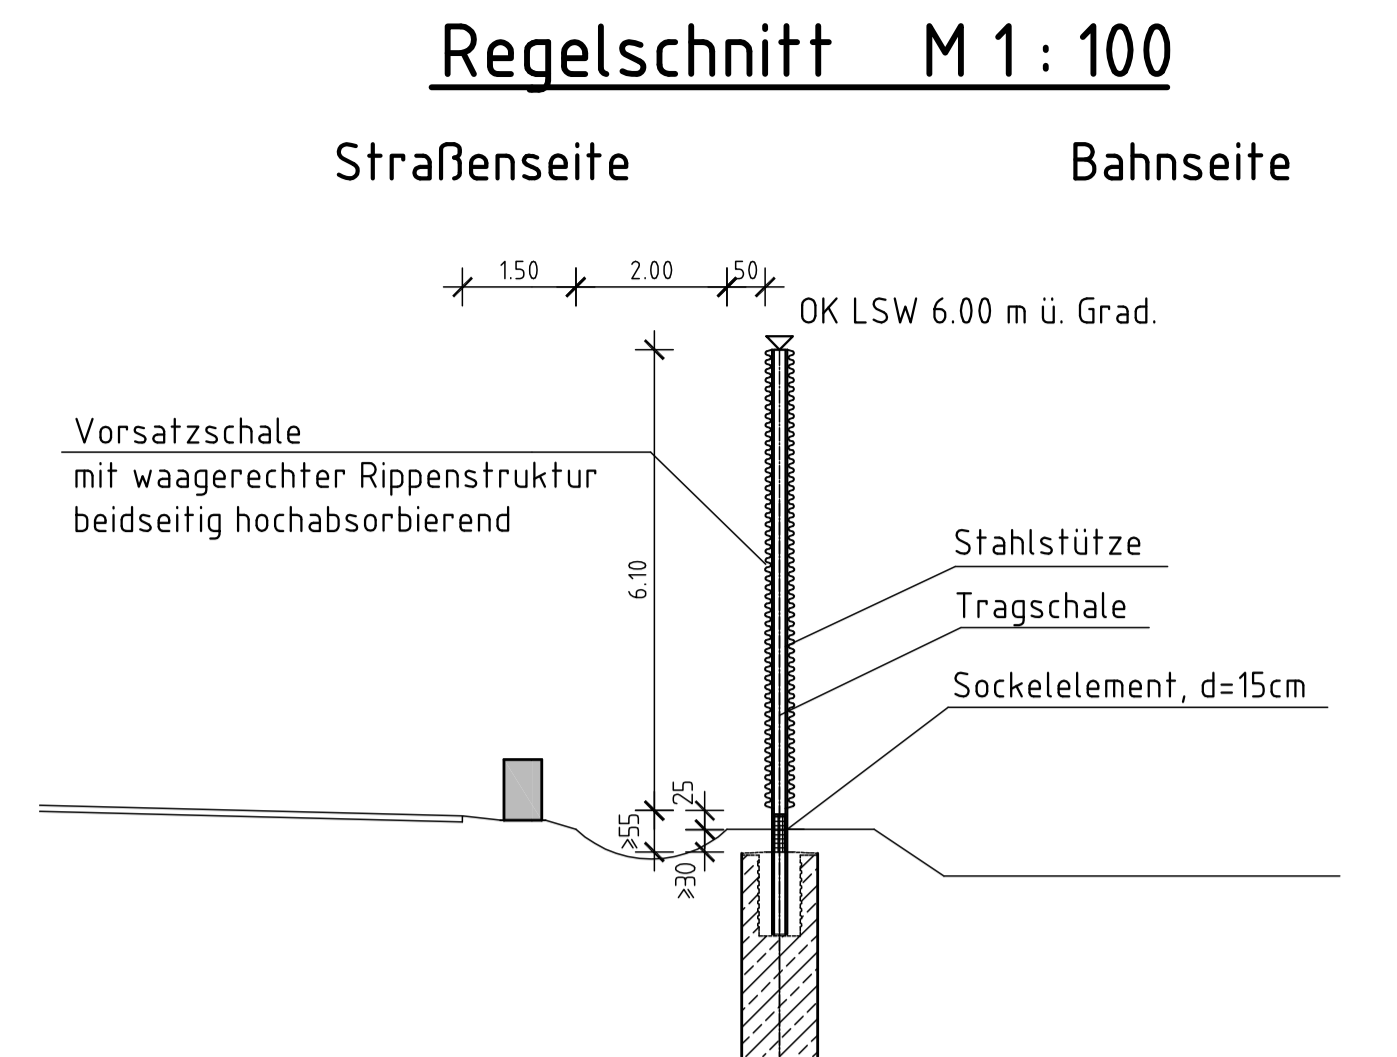 Regelschnitt M 1 : 100
Straßenseite
Bahnseite
1.50
2.00
50
OK LSW 6.00 m ü. Grad.
Vorsatzschale
mit waagerechter Rippenstruktur
beidseitig hochabsorbierend
6.10
Stahlstütze
Tragschale
Sockelelement, d=15cm
25
≥55
≥30